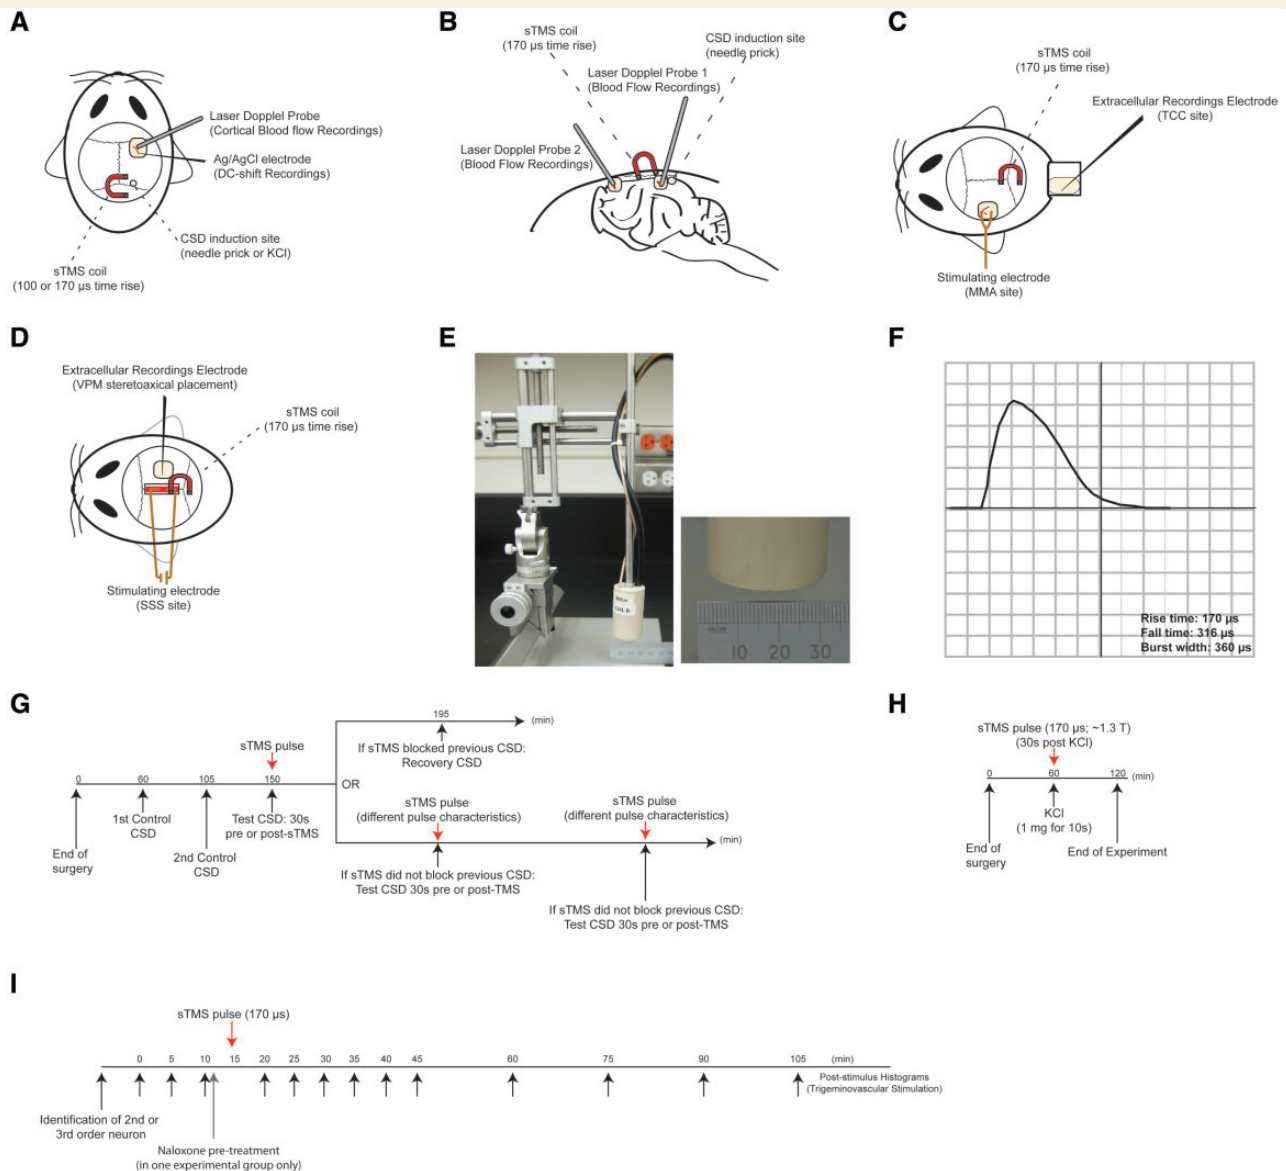 A
Laser Dopplel Probe
(Cortical Blood flow Recordings)
Ag/AgCl electrode
(DC-shift Recordings)
CSD induction site
(needle prick or KCl)
sTMS coil
(100 or 170 µs time rise)
B
sTMS coil
(170 µs time rise)
CSD induction site
(needle prick)
Laser Dopplel Probe 1
(Blood Flow Recordings)
Laser Dopplel Probe 2
(Blood Flow Recordings)
C
sTMS coil
(170 µs time rise)
Extracellular Recordings Electrode
(TCC site)
Stimulating electrode
(MMA site)
D
Extracellular Recordings Electrode
(VPM steretoaxical placement)
sTMS coil
(170 µs time rise)
Stimulating electrode
(SSS site)
E
mm
10 20 30
F
Rise time: 170 µs
Fall time: 316 µs
Burst width: 360 µs
G
195
(min)
If sTMS blocked previous CSD:
Recovery CSD
sTMS pulse
0 60 105 150
OR
1st Control
CSD
Test CSD: 30s
pre or post-sTMS
End of
surgery
2nd Control
CSD
sTMS pulse
(different pulse characteristics)
sTMS pulse
(different pulse characteristics)
(min)
If sTMS did not block previous CSD:
Test CSD 30s pre or post-TMS
If sTMS did not block previous CSD:
Test CSD 30s pre or post-TMS
H
sTMS pulse (170 µs; ~1.3 T)
(30s post KCl)
0 60 120 (min)
KCl
(1 mg for 10s)
End of
surgery
End of Experiment
I
sTMS pulse (170 µs)
0 5 10 15 20 25 30 35 40 45 60 75 90 105 (min)
Post-stimulus Histograms
(Trigeminovascular Stimulation)
Identification of 2nd or
3rd order neuron
Naloxone pre-treatment
(in one experimental group only)